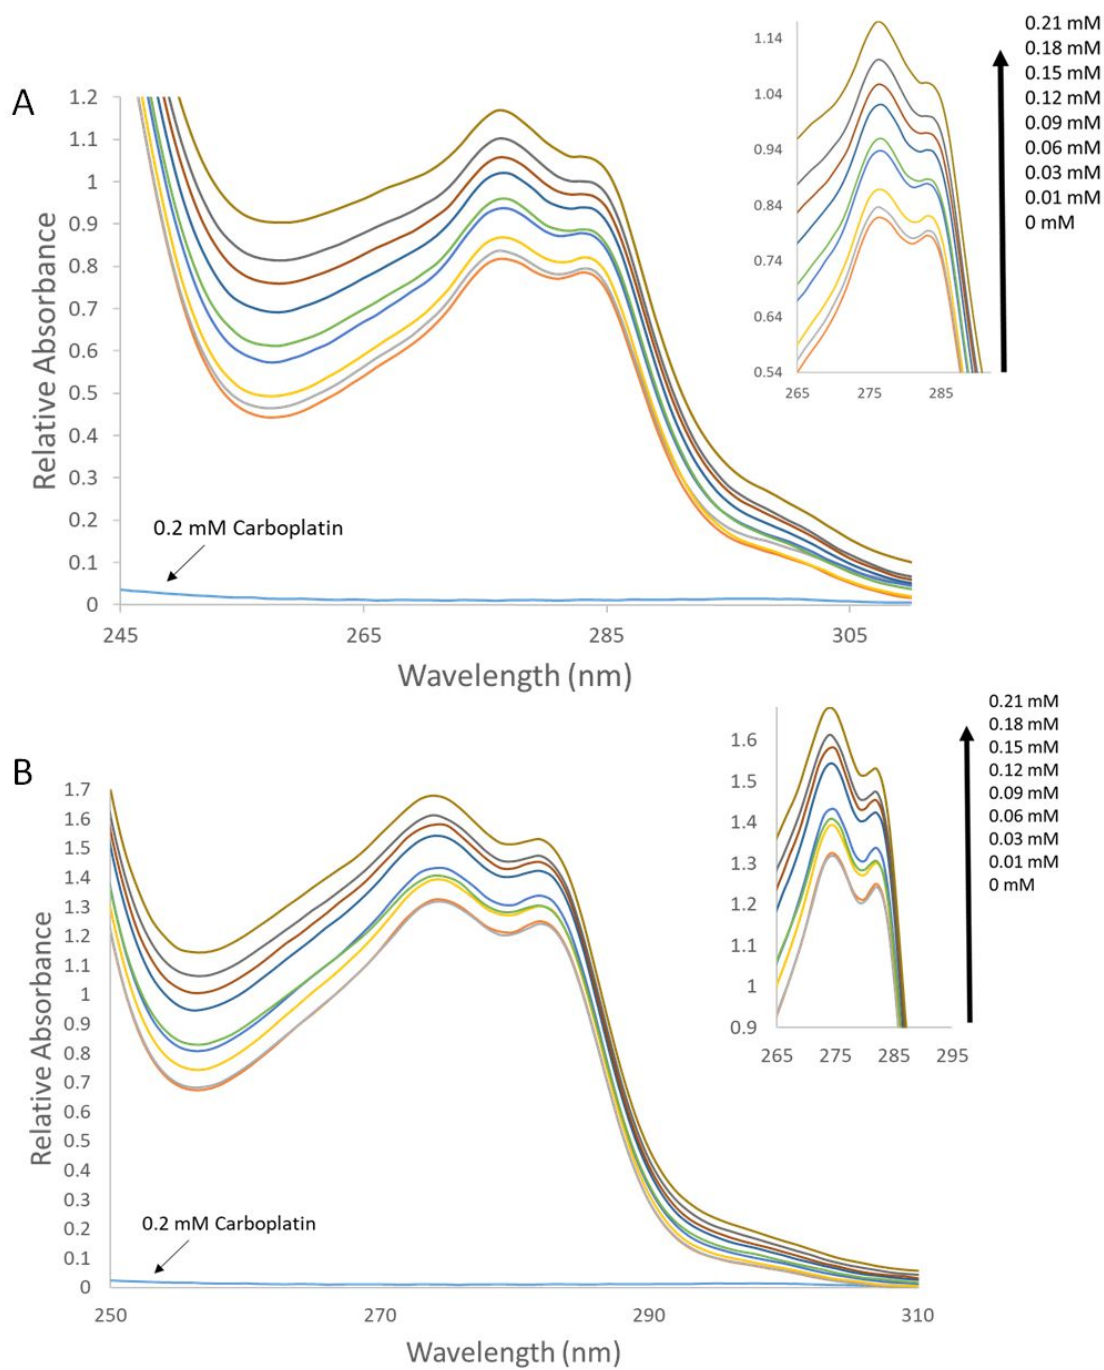 A
Relative Absorbance
1.2
1.1
1
0.9
0.8
0.7
0.6
0.5
0.4
0.3
0.2
0.1
0
0.2 mM Carboplatin
245
265
285
305
Wavelength (nm)
1.14
1.04
0.94
0.84
0.74
0.64
0.54
265
275
285
0.21 mM
0.18 mM
0.15 mM
0.12 mM
0.09 mM
0.06 mM
0.03 mM
0.01 mM
0 mM
B
Relative Absorbance
1.7
1.6
1.5
1.4
1.3
1.2
1.1
1
0.9
0.8
0.7
0.6
0.5
0.4
0.3
0.2
0.1
0
0.2 mM Carboplatin
250
270
290
310
Wavelength (nm)
1.6
1.5
1.4
1.3
1.2
1.1
1
0.9
265
275
285
295
0.21 mM
0.18 mM
0.15 mM
0.12 mM
0.09 mM
0.06 mM
0.03 mM
0.01 mM
0 mM